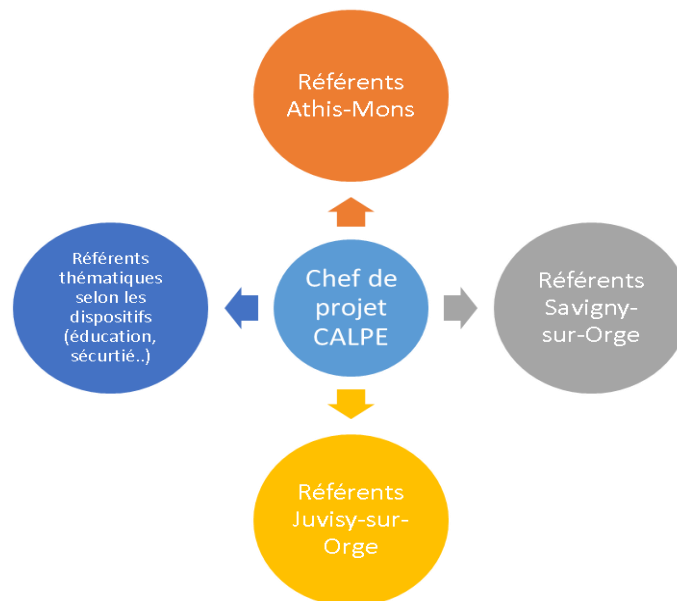 Référents
Athis-Mons
Référents
thématiques
selon les
dispositifs
(éducation,
sécurtié..)
Chef de
projet
CALPE
Référents
Savigny-
sur-Orge
Référents
Juvisy-sur-
Orge